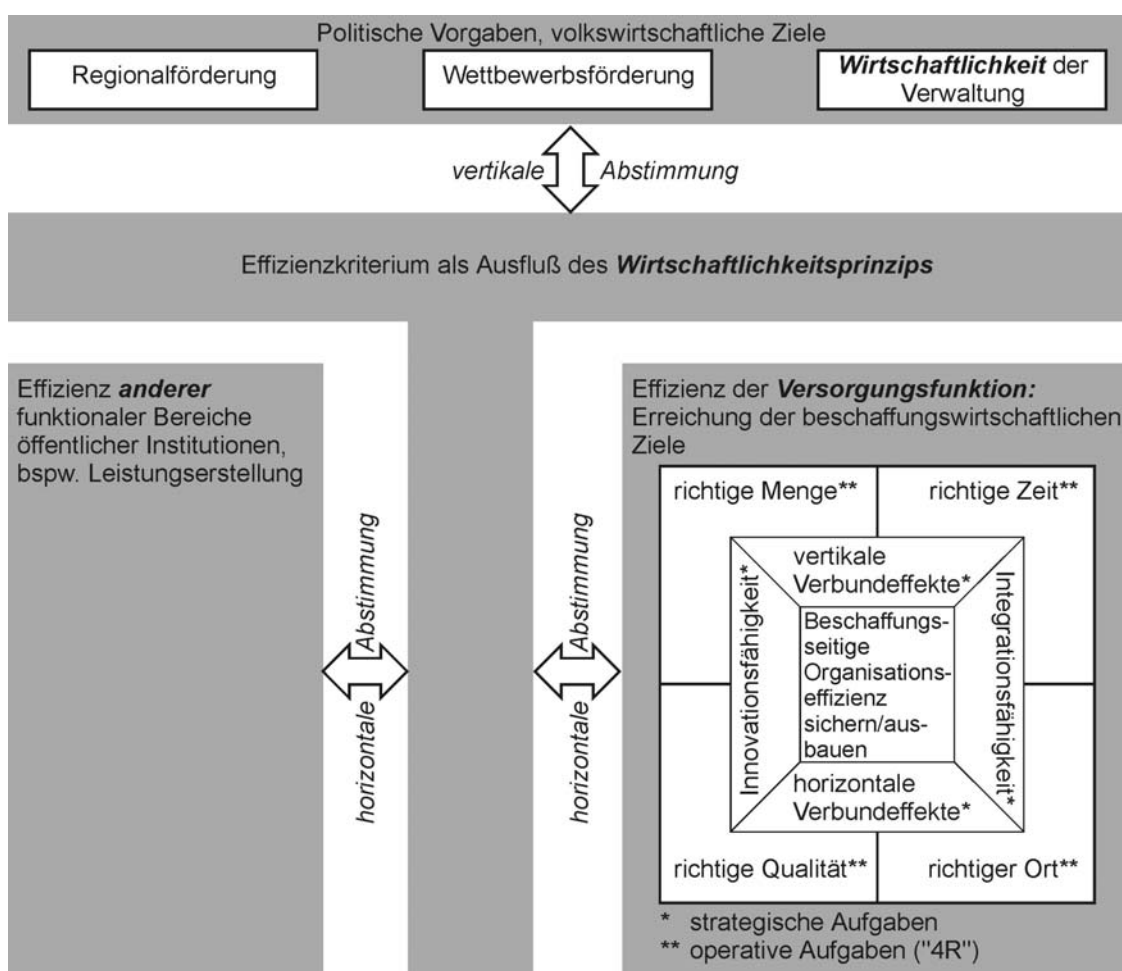 Politische Vorgaben, volkswirtschaftliche Ziele
Regionalförderung
Wettbewerbsförderung
Wirtschaftlichkeit der
Verwaltung
vertikale
Abstimmung
Effizienzkriterium als Ausfluß des Wirtschaftlichkeitsprinzips
Effizienz anderer
funktionaler Bereiche
öffentlicher Institutionen,
bspw. Leistungserstellung
horizontale
Abstimmung
horizontale
Abstimmung
Effizienz der Versorgungsfunktion:
Erreichung der beschaffungswirtschaftlichen
Ziele
richtige Menge**
richtige Zeit**
vertikale
Verbundeffekte*
Innovationsfähigkeit*
Beschaffungs-
seitige
Organisations-
effizienz
sichern/aus-
bauen
Integrationsfähigkeit*
horizontale
Verbundeffekte*
richtige Qualität**
richtiger Ort**
* strategische Aufgaben
** operative Aufgaben ("4R")